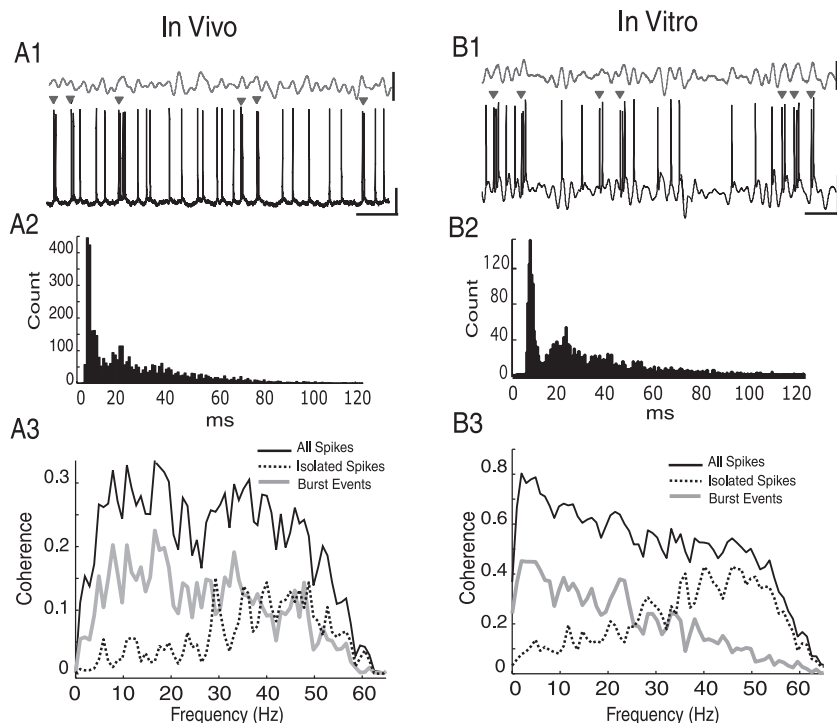 In Vivo
In Vitro
A1
B1
A2
B2
400
300
200
100
0
Count
0 20 40 60 80 100 120
ms
120
80
40
0
Count
0 20 40 60 80 100 120
ms
A3
B3
All Spikes
Isolated Spikes
Burst Events
0.3
0.2
0.1
0
Coherence
0 10 20 30 40 50 60
Frequency (Hz)
All Spikes
Isolated Spikes
Burst Events
0.8
0.6
0.4
0.2
0
Coherence
0 10 20 30 40 50 60
Frequency (Hz)